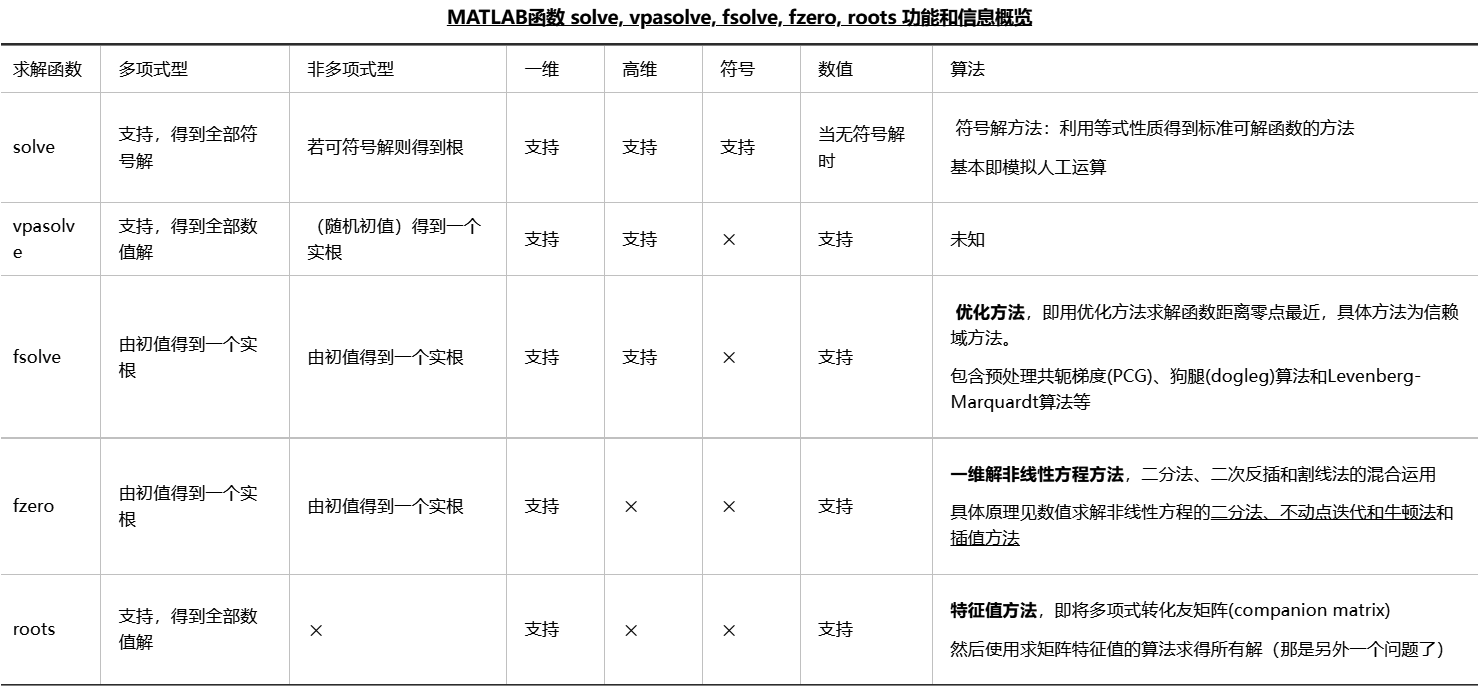 MATLAB函数 solve, vpasolve, fsolve, fzero, roots 功能和信息概览
求解函数 多项式型 非多项式型 一维 高维 符号 数值 算法
solve
支持，得到全部符
号解
若可符号解则得到根
支持
支持
支持
当无符号解
时
符号解方法：利用等式性质得到标准可解函数的方法
基本即模拟人工运算
vpasolv
e
支持，得到全部数
值解
（随机初值）得到一个
实根
支持
支持
×
支持
未知
fsolve
由初值得到一个实
根
由初值得到一个实根
支持
支持
×
支持
优化方法，即用优化方法求解函数距离零点最近，具体方法为信赖
域方法。
包含预处理共轭梯度(PCG)、狗腿(dogleg)算法和Levenberg-
Marquardt算法等
fzero
由初值得到一个实
根
由初值得到一个实根
支持
×
×
支持
一维解非线性方程方法，二分法、二次反插和割线法的混合运用
具体原理见数值求解非线性方程的二分法、不动点迭代和牛顿法和
插值方法
roots
支持，得到全部数
值解
×
支持
×
×
支持
特征值方法，即将多项式转化友矩阵(companion matrix)
然后使用求矩阵特征值的算法求得所有解（那是另外一个问题了）